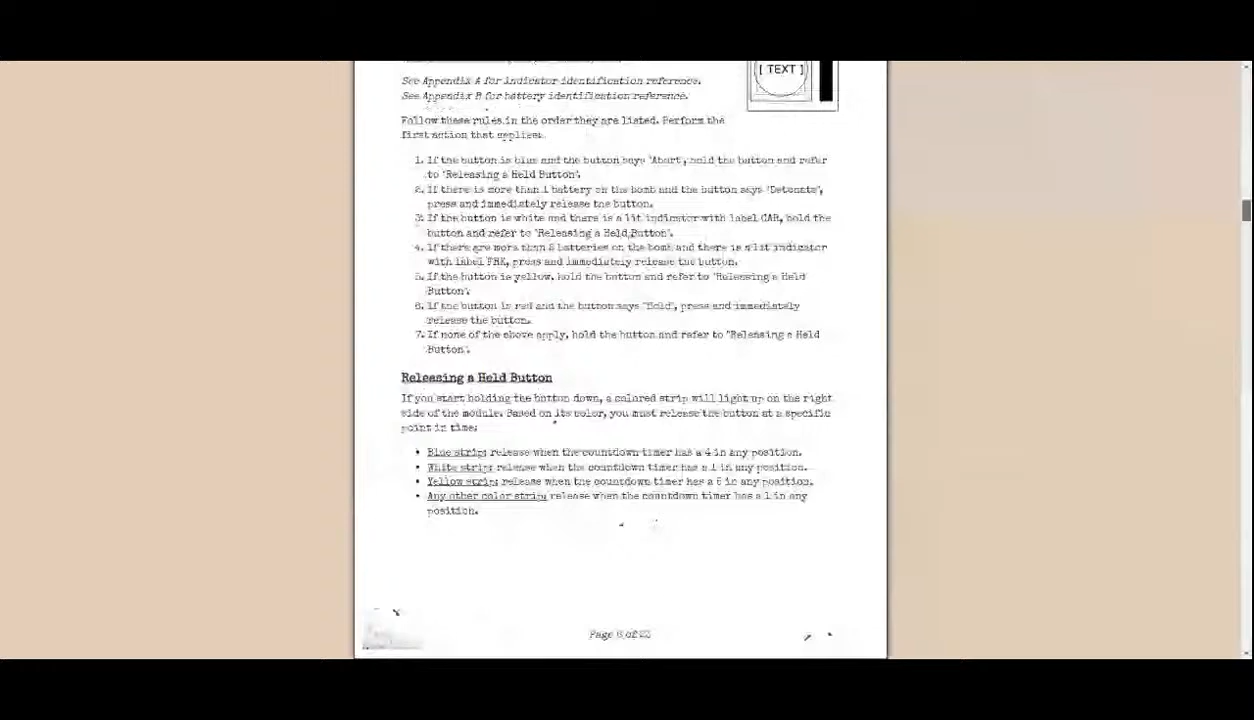 [ TEXT ]
See Appendix A for indicator identification reference.
See Appendix B for battery identification reference.
Follow these rules in the order they are listed. Perform the
first action that applies:
1. If the button is blue and the button says "Abort", hold the button and refer
to "Releasing a Held Button".
2. If there is more than 1 battery on the bomb and the button says "Detonate",
press and immediately release the button.
3. If the button is white and there is a lit indicator with label CAR, hold the
button and refer to "Releasing a Held Button".
4. If there are more than 2 batteries on the bomb and there is a lit indicator
with label FRK, press and immediately release the button.
5. If the button is yellow, hold the button and refer to "Releasing a Held
Button".
6. If the button is red and the button says "Hold", press and immediately
release the button.
7. If none of the above apply, hold the button and refer to "Releasing a Held
Button".
Releasing a Held Button
If you start holding the button down, a colored strip will light up on the right
side of the module. Based on its color, you must release the button at a specific
point in time:
• Blue strip: release when the countdown timer has a 4 in any position.
• White strip: release when the countdown timer has a 1 in any position.
• Yellow strip: release when the countdown timer has a 5 in any position.
• Any other color strip: release when the countdown timer has a 1 in any
position.
Page 6 of 23